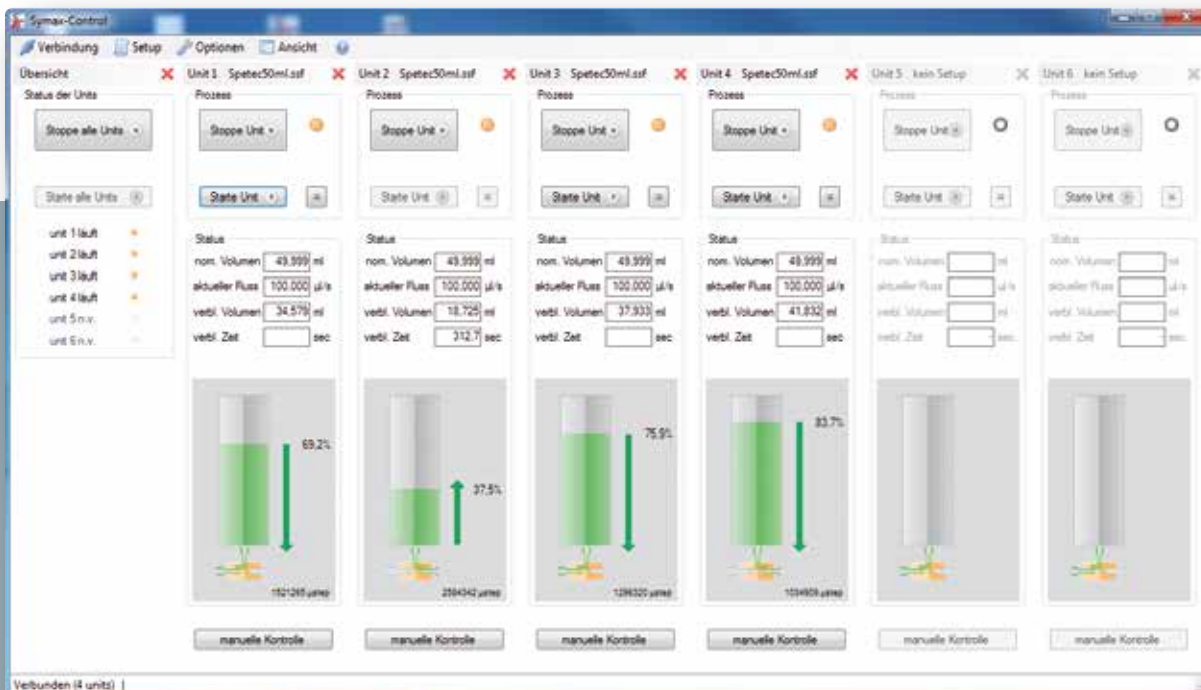 Symax-Control
Verbindung Setup Optionen Ansicht
Übersicht
Status der Units
Stoppe alle Units
Starte alle Units
unit 1 läuft
unit 2 läuft
unit 3 läuft
unit 4 läuft
unit 5 n.v.
unit 6 n.v.
Unit 1 Spetec50ml.ssf
Prozess
Stoppe Unit
Starte Unit
Status
nom. Volumen 49,999 ml
aktueller Fluss 100,000 µl/s
verbl. Volumen 34,579 ml
verbl. Zeit sec
69,2%
1521265 µstep
manuelle Kontrolle
Unit 2 Spetec50ml.ssf
Prozess
Stoppe Unit
Starte Unit
Status
nom. Volumen 49,999 ml
aktueller Fluss 100,000 µl/s
verbl. Volumen 18,725 ml
verbl. Zeit 312,7 sec
37,5%
2584042 µstep
manuelle Kontrolle
Unit 3 Spetec50ml.ssf
Prozess
Stoppe Unit
Starte Unit
Status
nom. Volumen 49,999 ml
aktueller Fluss 100,000 µl/s
verbl. Volumen 37,933 ml
verbl. Zeit sec
75,9%
µstep
manuelle Kontrolle
Unit 4 Spetec50ml.ssf
Prozess
Stoppe Unit
Starte Unit
Status
nom. Volumen 49,999 ml
aktueller Fluss 100,000 µl/s
verbl. Volumen 41,832 ml
verbl. Zeit sec
83,7%
µstep
manuelle Kontrolle
Unit 5 kein Setup
Prozess
Stoppe Unit
Starte Unit
Status
nom. Volumen ml
aktueller Fluss µl/s
verbl. Volumen ml
verbl. Zeit sec
manuelle Kontrolle
Unit 6 kein Setup
Prozess
Stoppe Unit
Starte Unit
Status
nom. Volumen ml
aktueller Fluss µl/s
verbl. Volumen ml
verbl. Zeit sec
manuelle Kontrolle
Verbunden (4 units) |